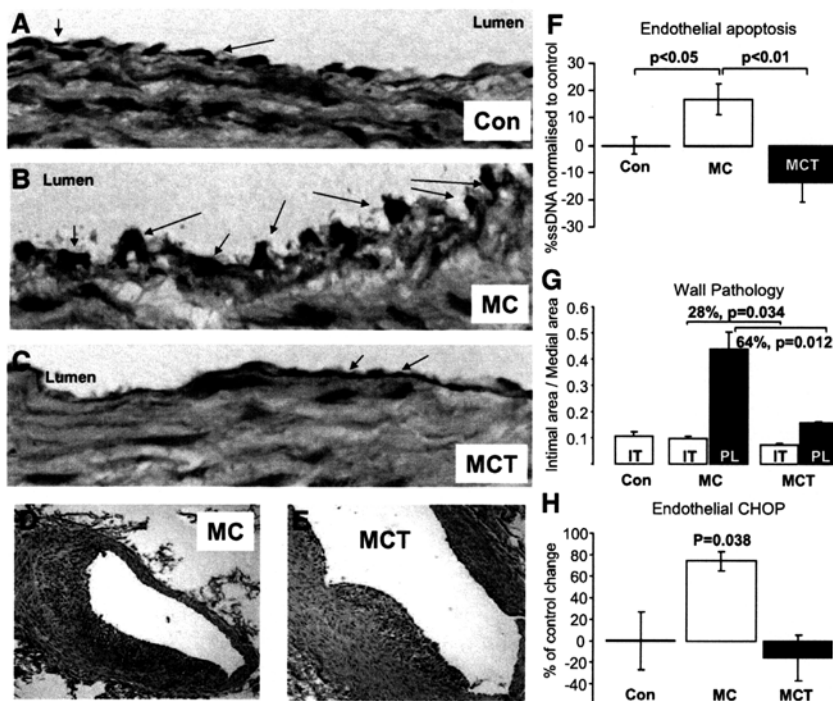 A
Lumen
Con
B
Lumen
MC
C
Lumen
MCT
D
MC
E
MCT
F
Endothelial apoptosis
p<0.05
p<0.01
%ssDNA normalised to control
30
20
10
0
-10
-20
-30
Con
MC
MCT
G
Wall Pathology
28%, p=0.034
64%, p=0.012
Intimal area / Medial area
0.6
0.5
0.4
0.3
0.2
0.1
IT
IT
PL
IT
PL
Con
MC
MCT
H
Endothelial CHOP
P=0.038
% of control change
100
80
60
40
20
0
-20
-40
Con
MC
MCT